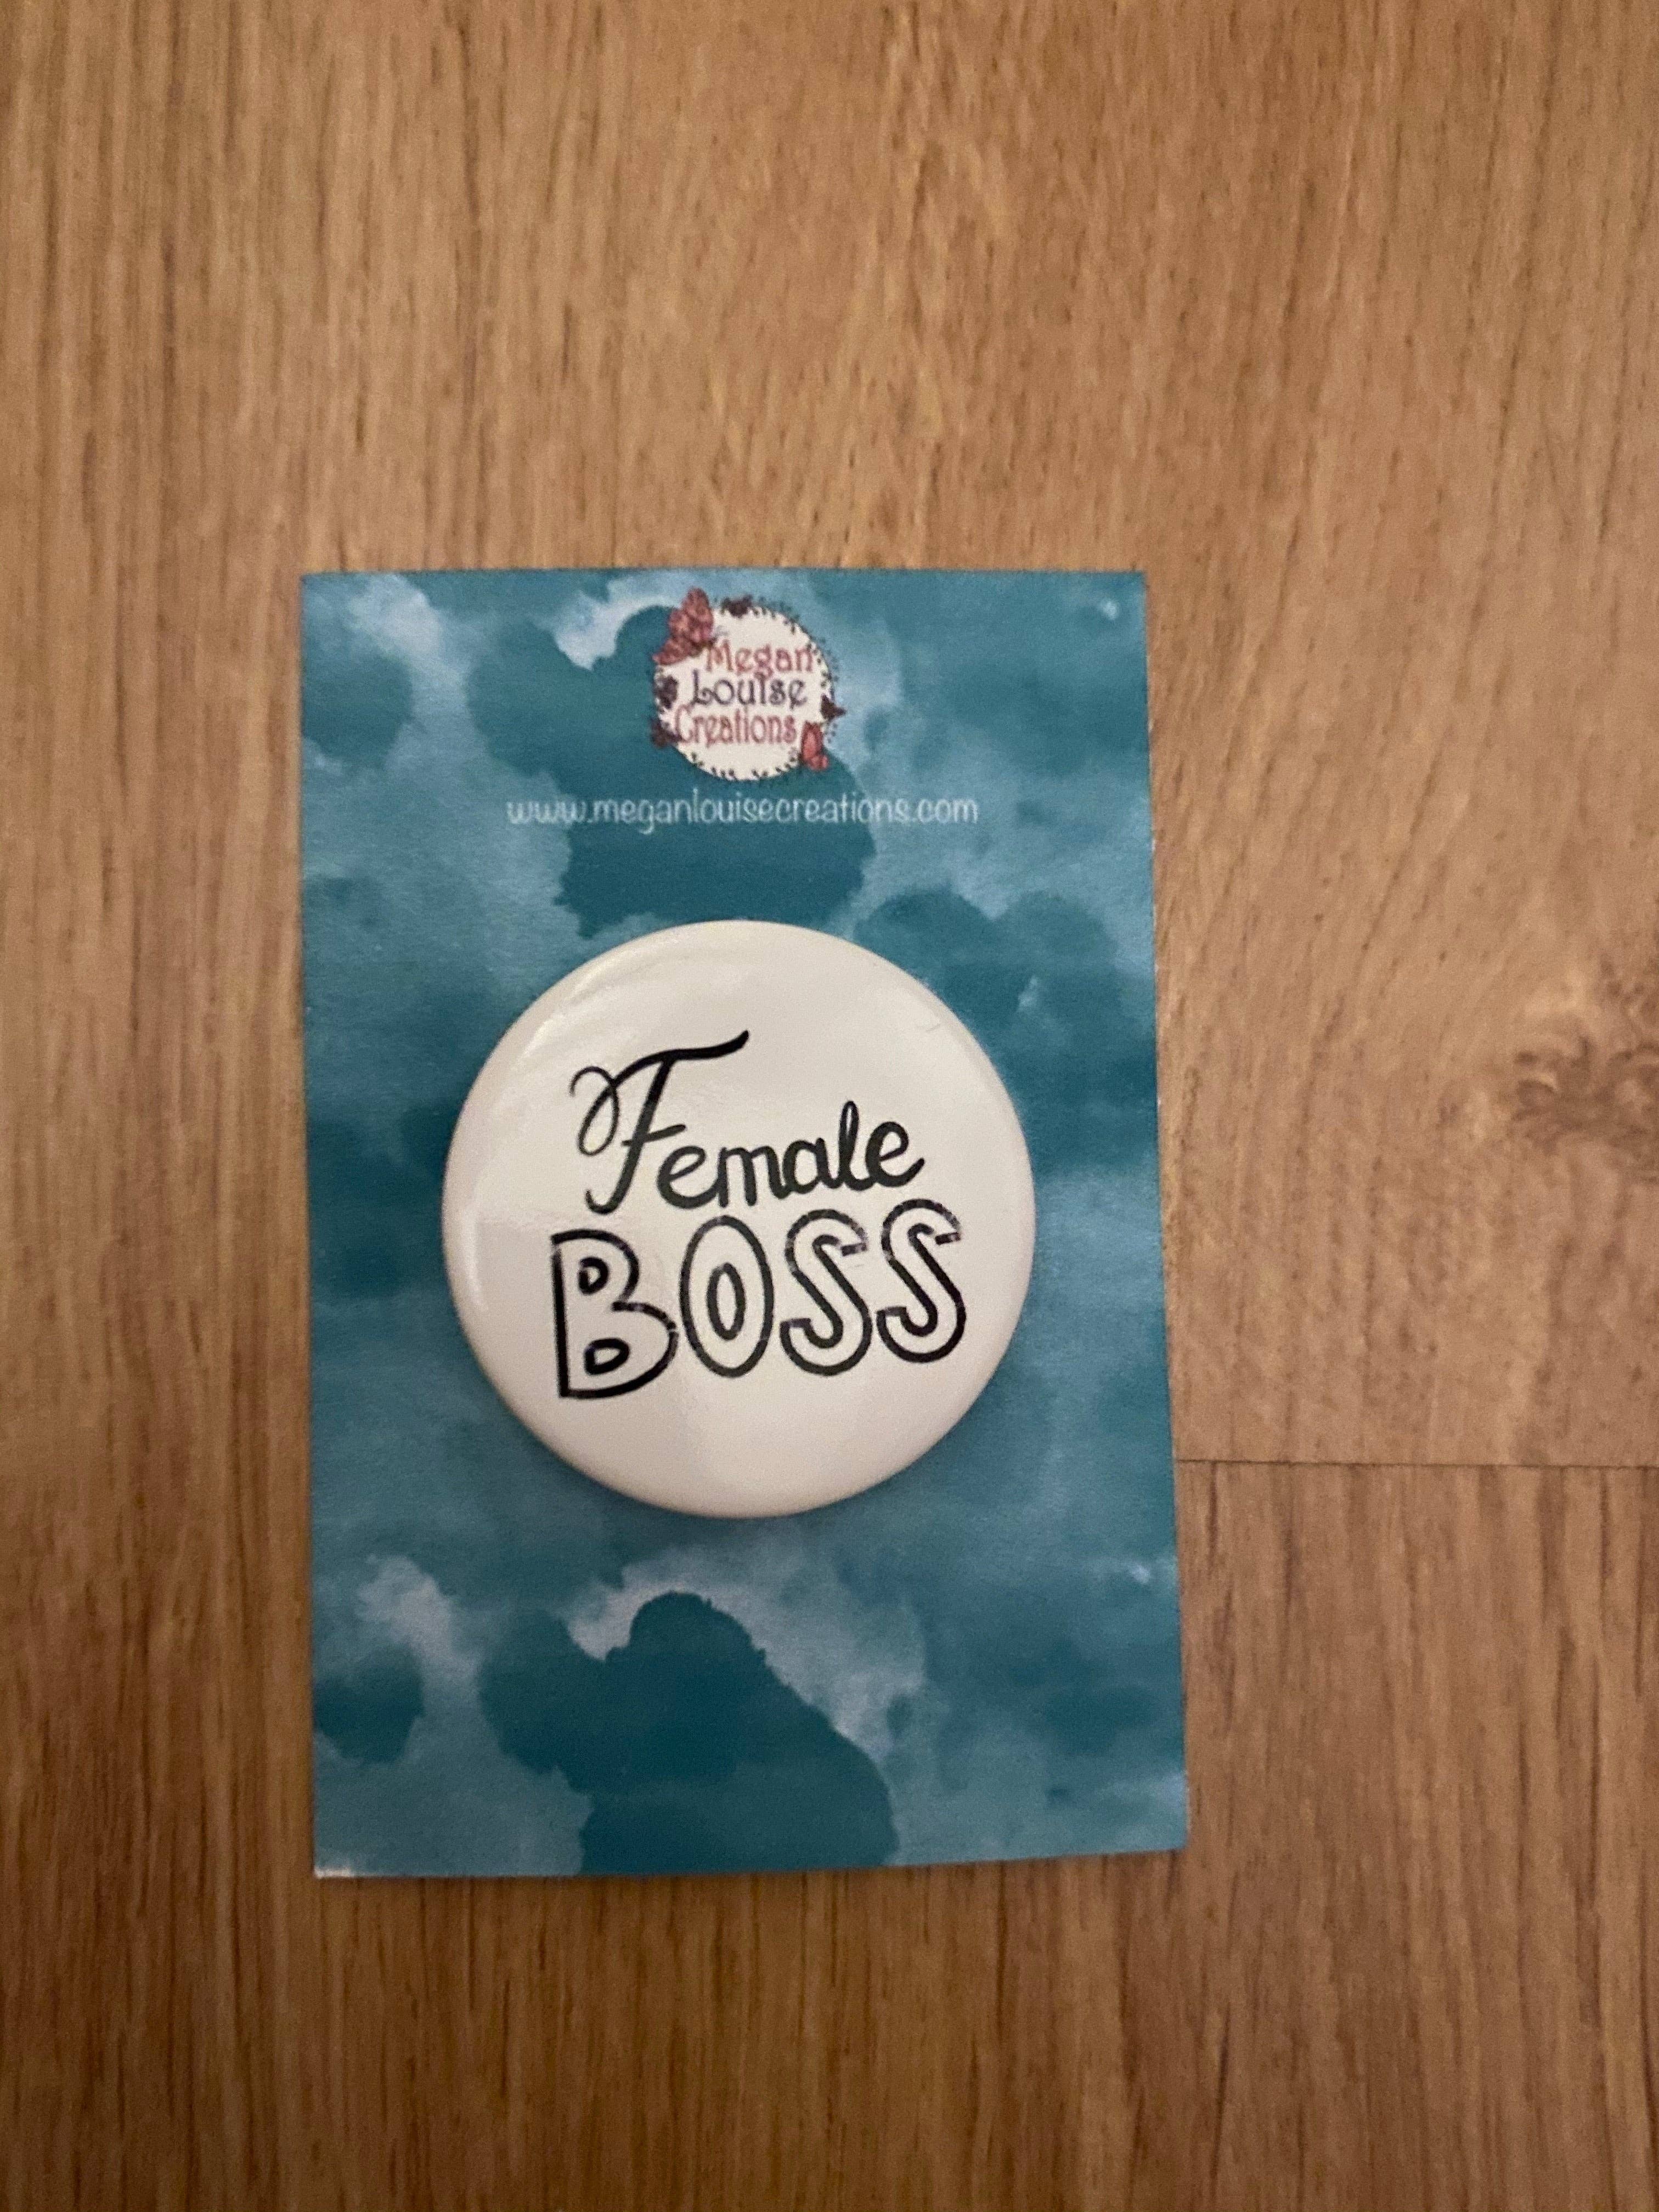 Megan
Louise
Creations
www.meganlouisecreations.com
Female
BOSS